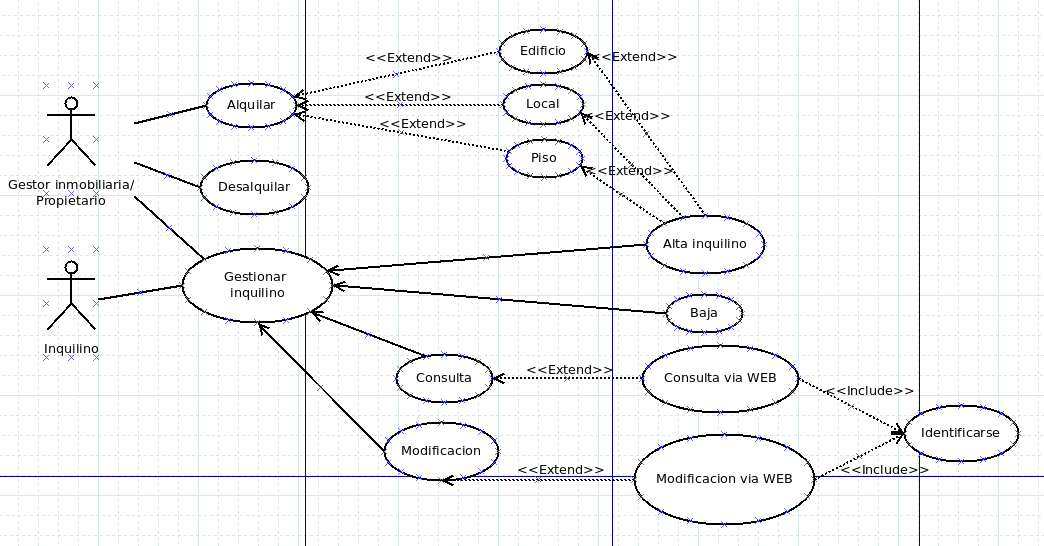 <<Extend>>
Edificio
<<Extend>>
Alquilar
<<Extend>>
Local
<<Extend>>
<<Extend>>
Piso
<<Extend>>
Gestor inmobiliaria/
Propietario
Desalquilar
Alta inquilino
Gestionar
inquilino
Baja
Inquilino
Consulta
<<Extend>>
Consulta via WEB
<<Include>>
Identificarse
Modificacion
<<Extend>>
Modificacion via WEB
<<Include>>